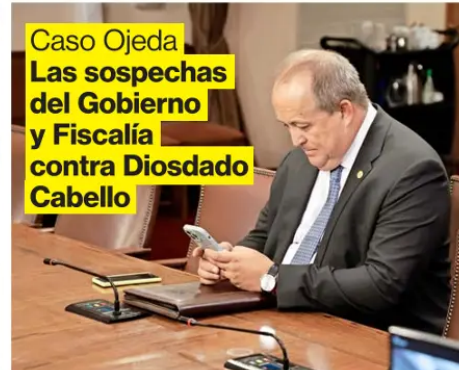 Caso Ojeda
Las sospechas
del Gobierno
y Fiscalía
contra Diosdado
Cabello